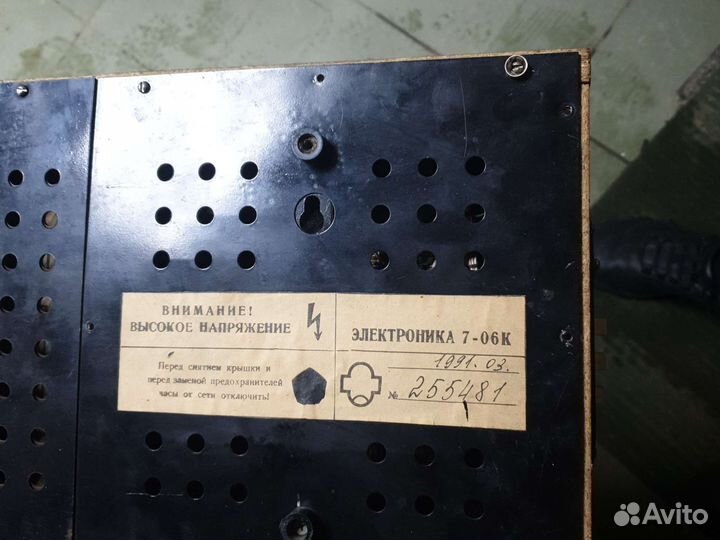 ВНИМАНИЕ!
ВЫСОКОЕ НАПРЯЖЕНИЕ
Перед снятием крышки и
перед заменой предохранителей
часы от сети отключить!
ЭЛЕКТРОНИКА 7-06К
1991.03.
№ 255481
Avito